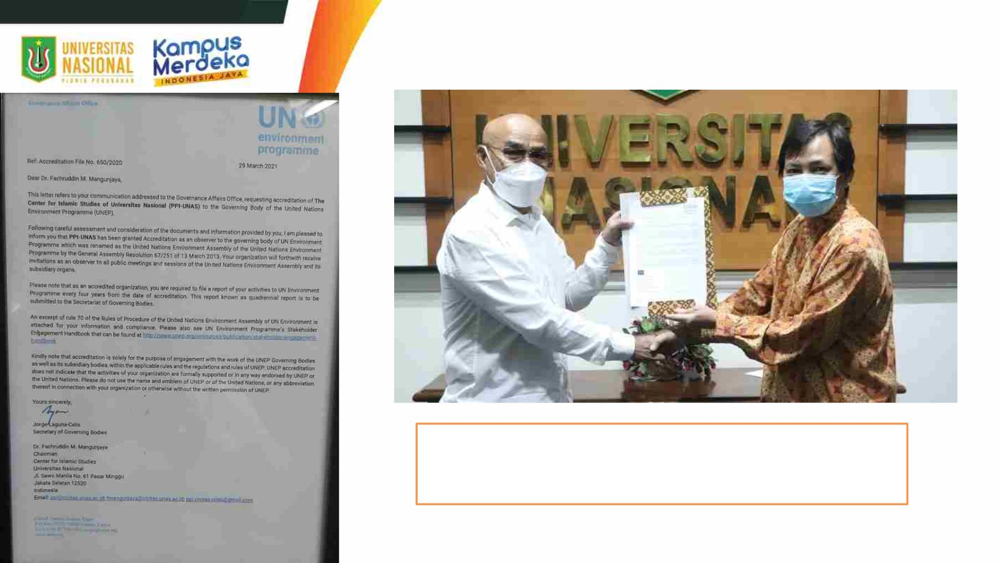 UNIVERSITAS
NASIONAL
PIONIR PERUBAHAN
Kampus
Merdeka
INDONESIA JAYA
Governance Affairs Office
UN
environment
programme
Ref: Accreditation File No. 650/2020
29 March 2021
Dear Dr. Fachruddin M. Mangunjaya,
This letter refers to your communication addressed to the Governance Affairs Office, requesting accreditation of The
Center for Islamic Studies of Universitas Nasional (PPI-UNAS) to the Governing Body of the United Nations
Environment Programme (UNEP).
Following careful assessment and consideration of the documents and information provided by you, I am pleased to
inform you that PPI-UNAS has been granted Accreditation as an observer to the governing body of UN Environment
Programme which was renamed as the United Nations Environment Assembly of the United Nations Environment
Programme by the General Assembly Resolution 67/251 of 13 March 2013. Your organization will forthwith receive
invitations as an observer to all public meetings and sessions of the United Nations Environment Assembly and its
subsidiary organs.
Please note that as an accredited organization, you are required to file a report of your activities to UN Environment
Programme every four years from the date of accreditation. This report known as quadrennial report is to be
submitted to the Secretariat of Governing Bodies.
An excerpt of rule 70 of the Rules of Procedure of the United Nations Environment Assembly of UN Environment is
attached for your information and compliance. Please also see UN Environment Programme's Stakeholder
Engagement Handbook that can be found at http://www.unep.org/resources/publication/stakeholder-engagement-
handbook
Kindly note that accreditation is solely for the purpose of engagement with the work of the UNEP Governing Bodies
as well as its subsidiary bodies, within the applicable rules and the regulations and rules of UNEP. UNEP accreditation
does not indicate that the activities of your organization are formally supported or in any way endorsed by UNEP or
the United Nations. Please do not use the name and emblem of UNEP or of the United Nations, or any abbreviation
thereof in connection with your organization or otherwise without the written permission of UNEP.
Yours sincerely,
Jorge Laguna-Celis
Secretary of Governing Bodies
Dr. Fachruddin M. Mangunjaya
Chairman
Center for Islamic Studies
Universitas Nasional
Jl. Sawo Manila No. 61 Pasar Minggu
Jakata Selatan 12520
Indonesia
Email: ppi@civitas.unas.ac.id; fmangunjaya@civitas.unas.ac.id; ppi.civitas.unas@gmail.com
UNIVERSITAS
NASIONAL